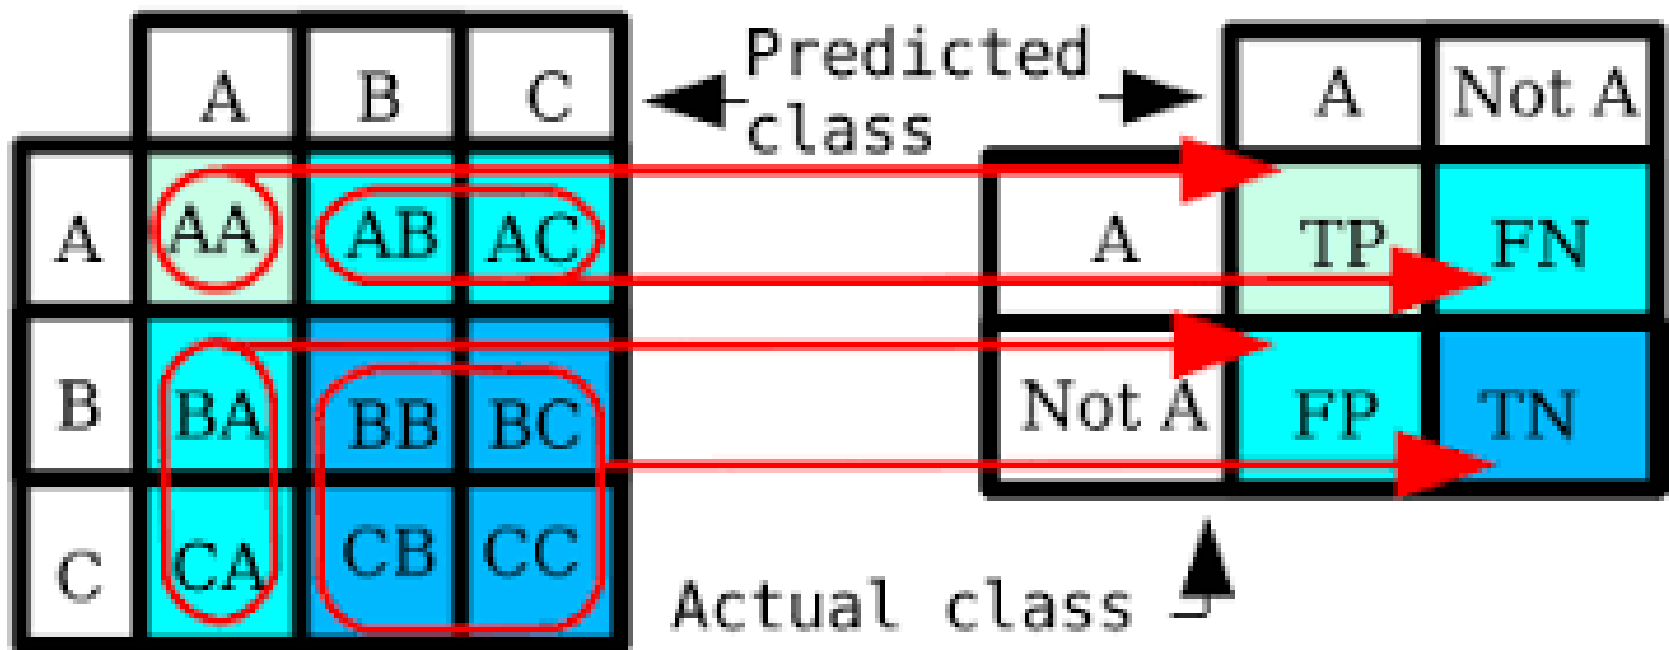 A B C
Predicted
class
A Not A
A AA AB AC
A TP FN
B BA BB BC
Not A FP TN
C CA CB CC
Actual class